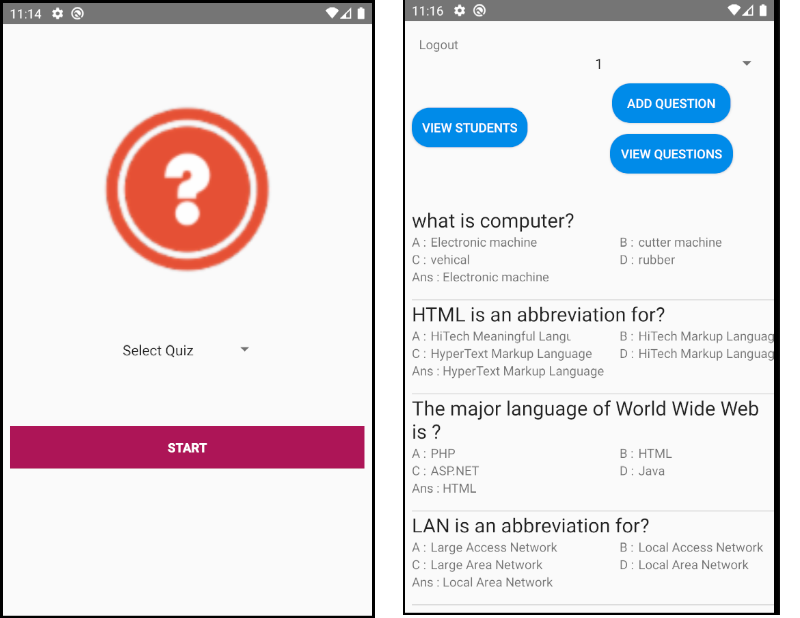 11:14
?
Select Quiz
START
11:16
Logout
1
ADD QUESTION
VIEW STUDENTS
VIEW QUESTIONS
what is computer?
A : Electronic machine B : cutter machine
C : vehical D : rubber
Ans : Electronic machine
HTML is an abbreviation for?
A : HiTech Meaningful Langu B : HiTech Markup Languag
C : HyperText Markup Language D : HiTech Markup Languag
Ans : HyperText Markup Language
The major language of World Wide Web
is ?
A : PHP B : HTML
C : ASP.NET D : Java
Ans : HTML
LAN is an abbreviation for?
A : Large Access Network B : Local Access Network
C : Large Area Network D : Local Area Network
Ans : Local Area Network